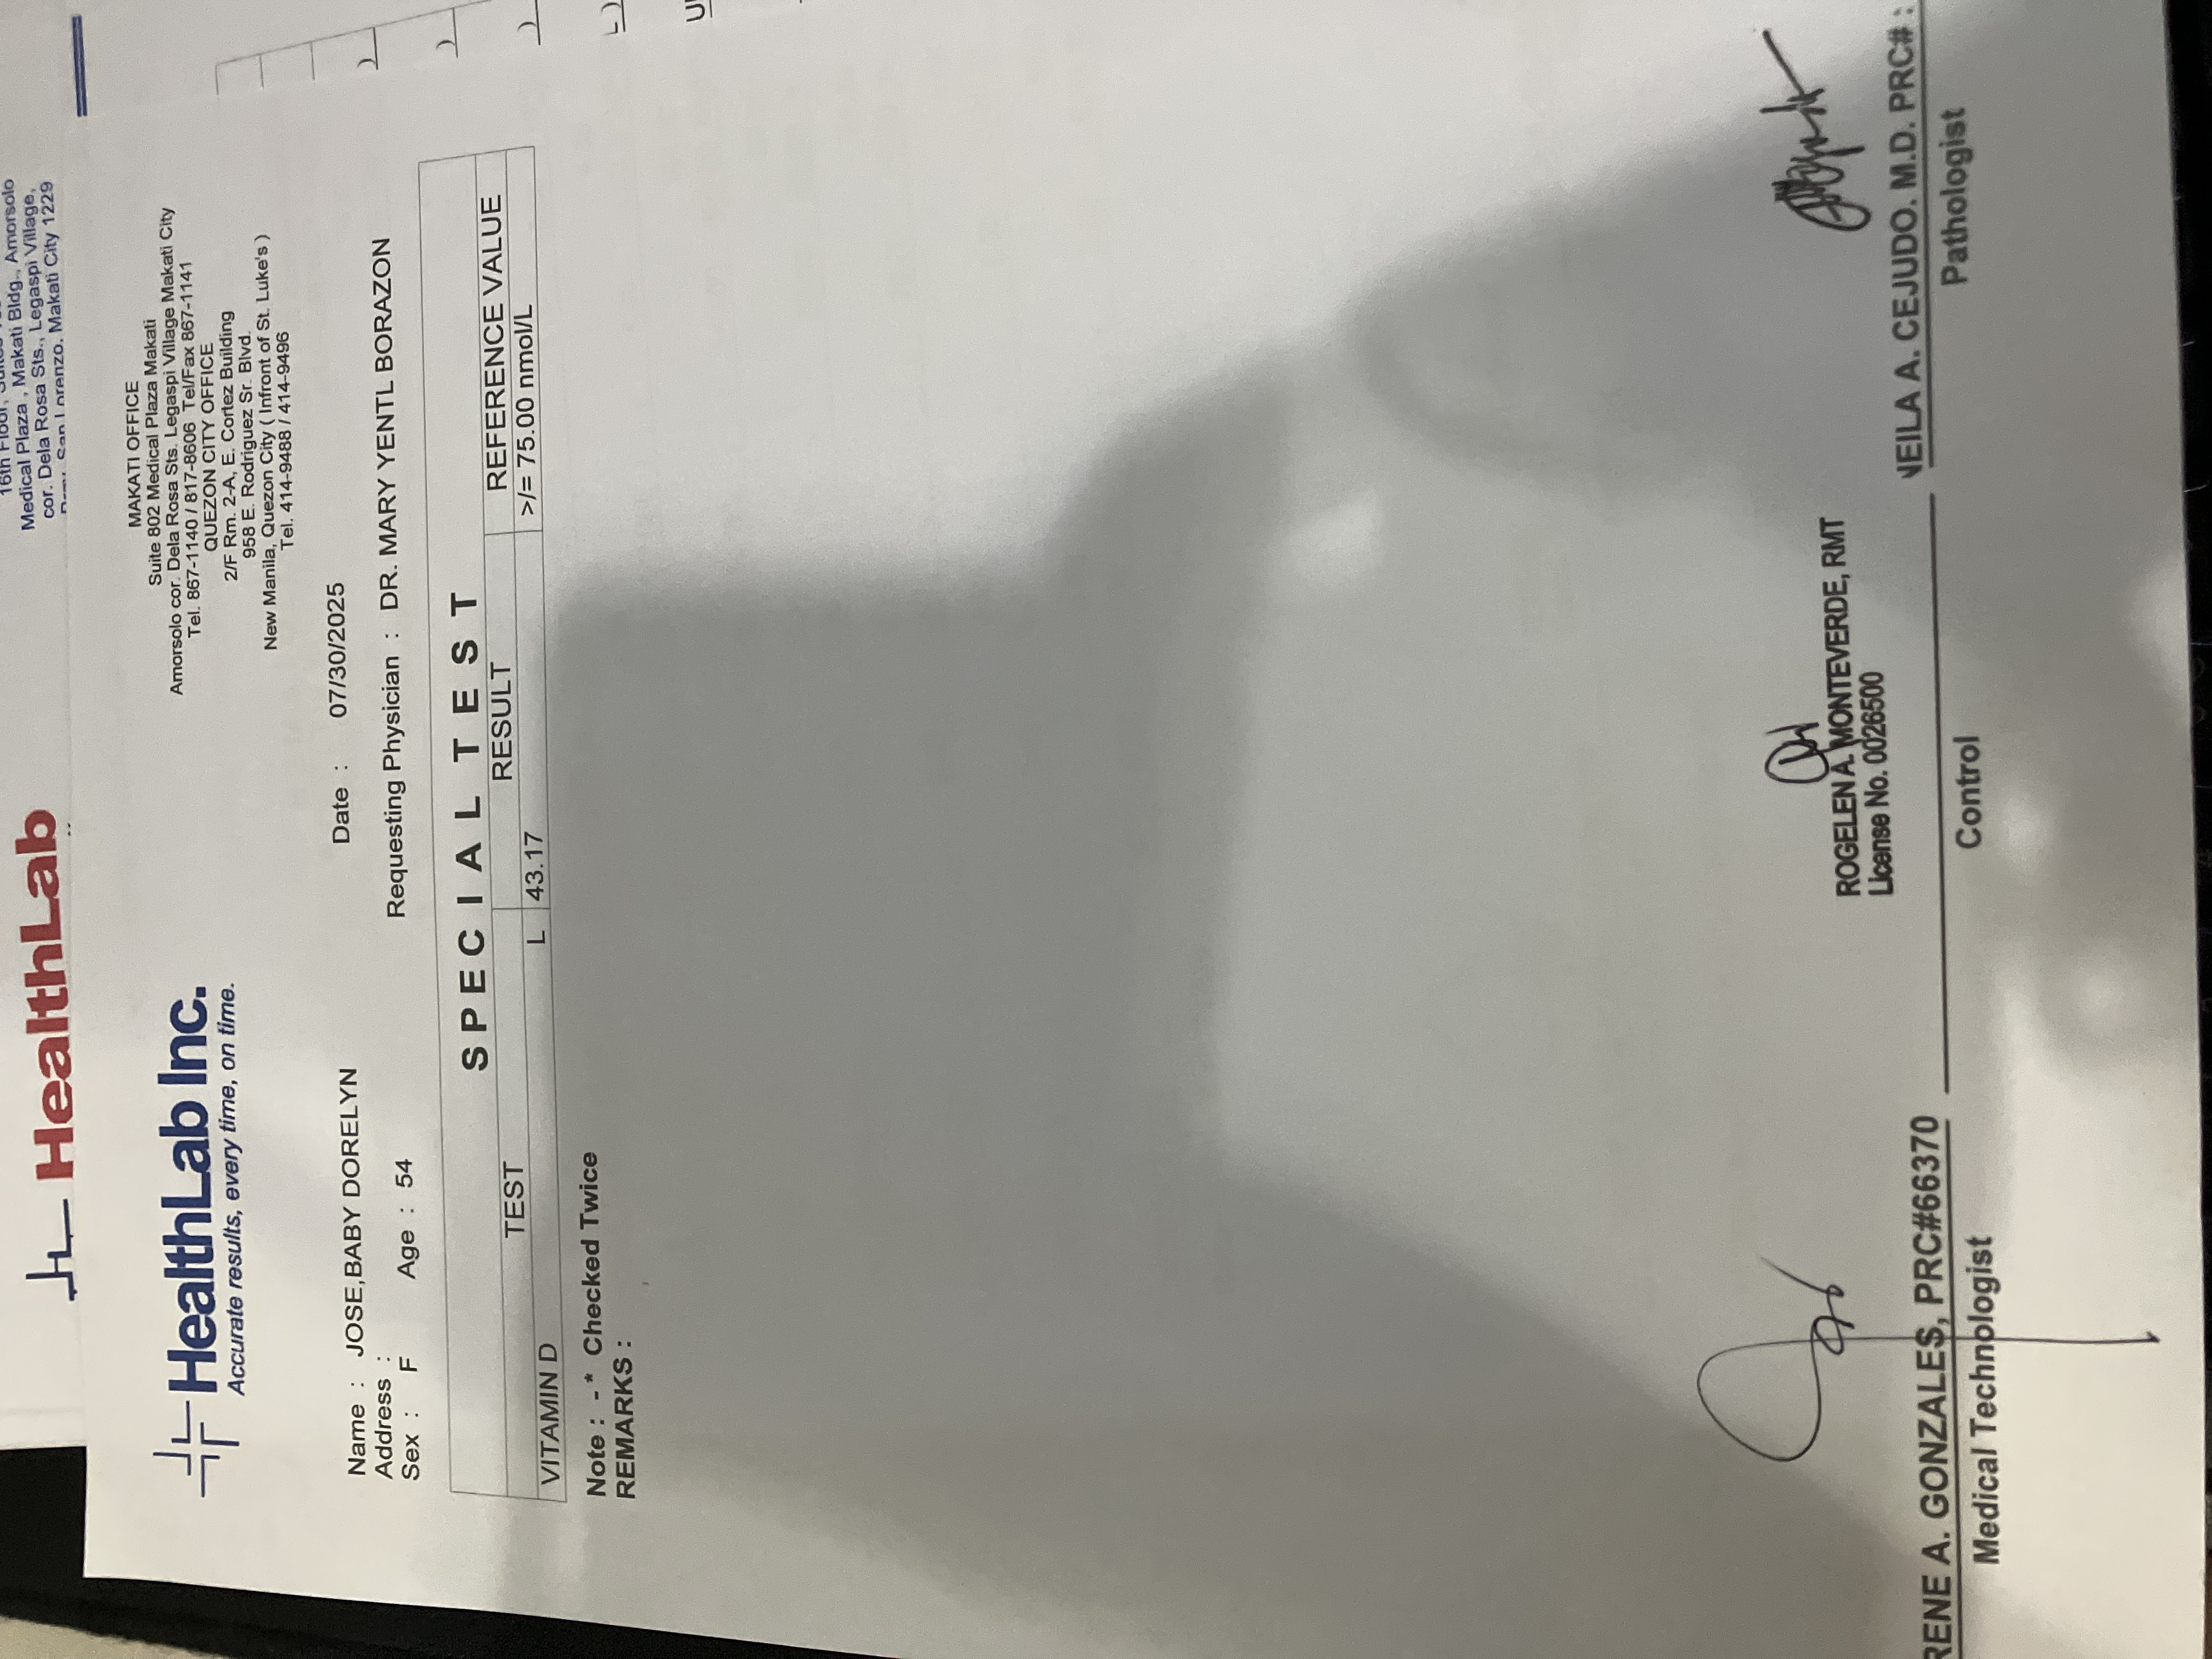 HealthLab
16th Floor,
Medical Plaza , Makati Bldg., Amorsolo
cor. Dela Rosa Sts., Legaspi Village,
San Lorenzo, Makati City 1229
HealthLab Inc.
Accurate results, every time, on time.
MAKATI OFFICE
Suite 802 Medical Plaza Makati
Amorsolo cor. Dela Rosa Sts. Legaspi Village Makati City
Tel. 867-1140 / 817-8606 Tel/Fax 867-1141
QUEZON CITY OFFICE
2/F Rm. 2-A, E. Cortez Building
958 E. Rodriguez Sr. Blvd.
New Manila, Quezon City ( Infront of St. Luke's )
Tel. 414-9488 / 414-9496
Name : JOSE,BABY DORELYN
Date : 07/30/2025
Address :
Sex : F Age : 54
Requesting Physician : DR. MARY YENTL BORAZON
SPECIAL TEST
TEST RESULT REFERENCE VALUE
VITAMIN D L 43.17 >/= 75.00 nmol/L
Note : - * Checked Twice
REMARKS :
ROGELEN A. MONTEVERDE, RMT
License No. 0026500
RENE A. GONZALES, PRC#66370
Medical Technologist
Control
NEILA A. CEJUDO. M.D. PRC# :
Pathologist